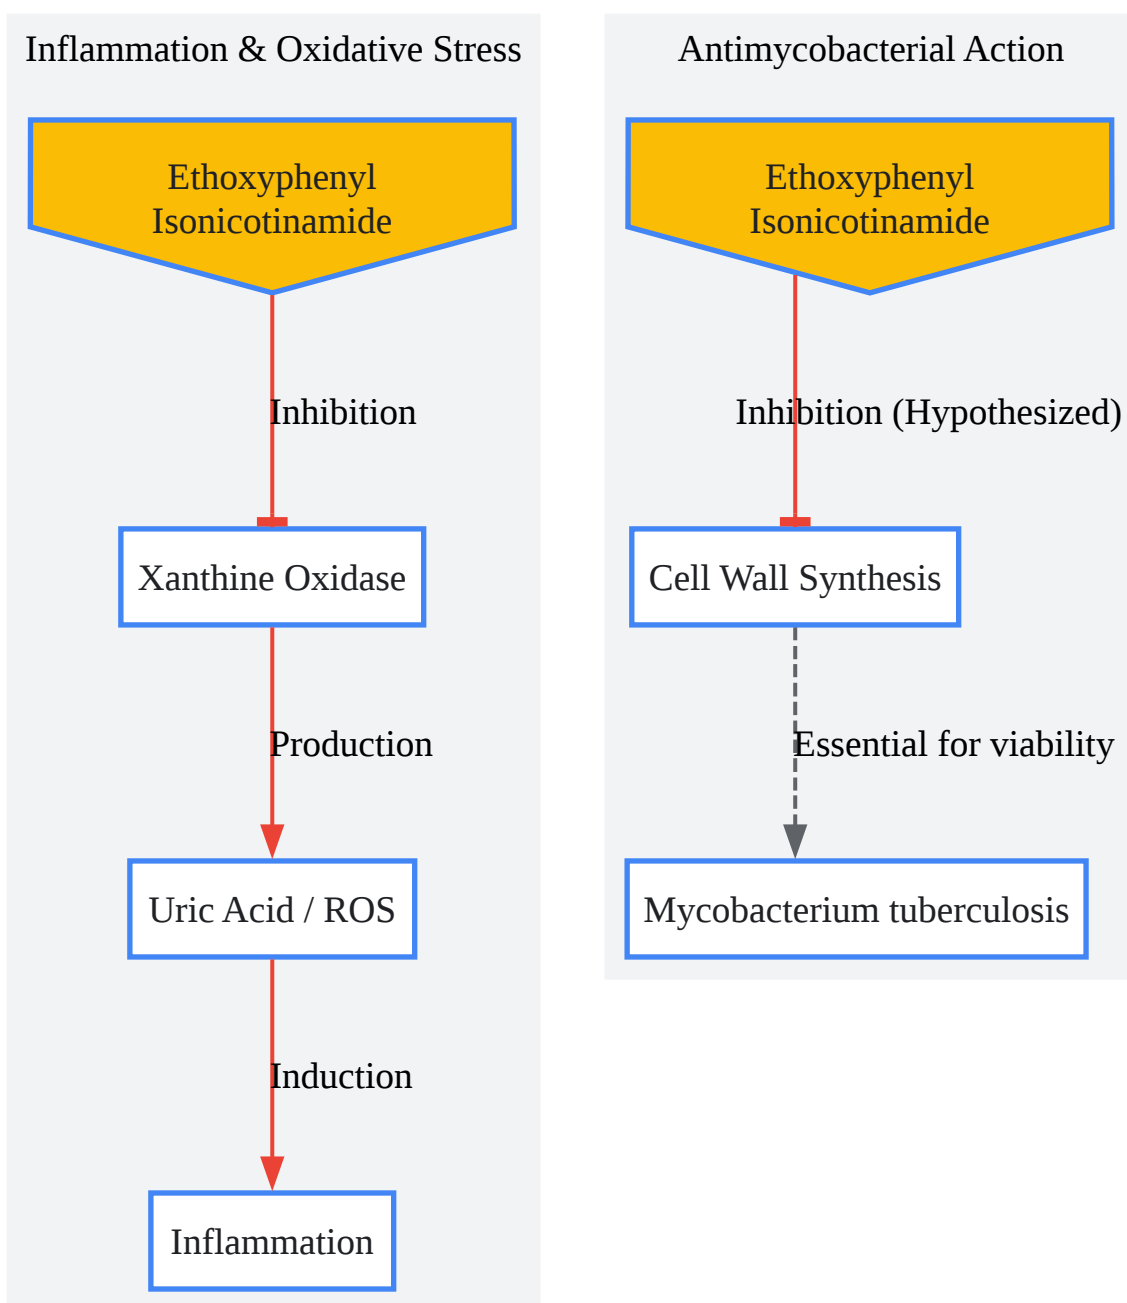 Inflammation & Oxidative Stress
Ethoxyphenyl
Isonicotinamide
Inhibition
Xanthine Oxidase
Production
Uric Acid / ROS
Induction
Inflammation
Antimycobacterial Action
Ethoxyphenyl
Isonicotinamide
Inhibition (Hypothesized)
Cell Wall Synthesis
Essential for viability
Mycobacterium tuberculosis